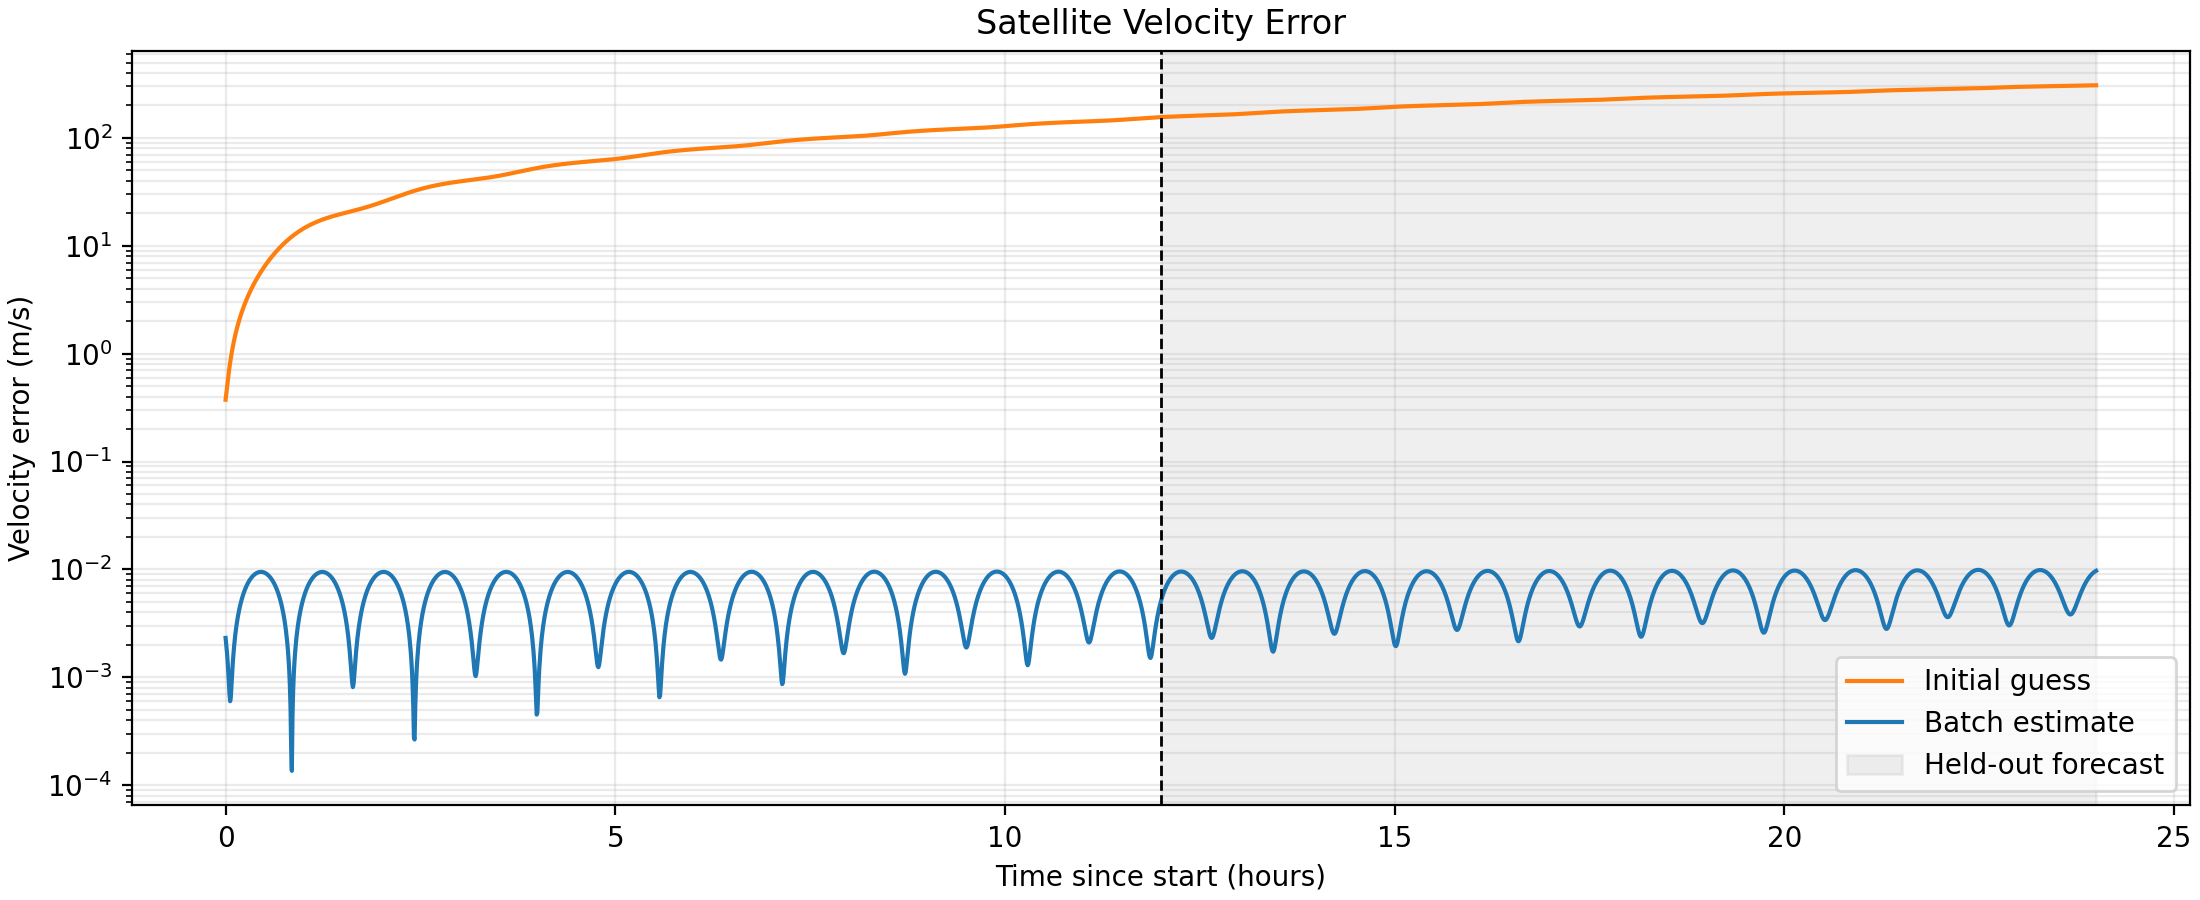 Satellite Velocity Error
Velocity error (m/s)
10²
10¹
10⁰
10⁻¹
10⁻²
10⁻³
10⁻⁴
0 5 10 15 20 25
Time since start (hours)
Initial guess
Batch estimate
Held-out forecast